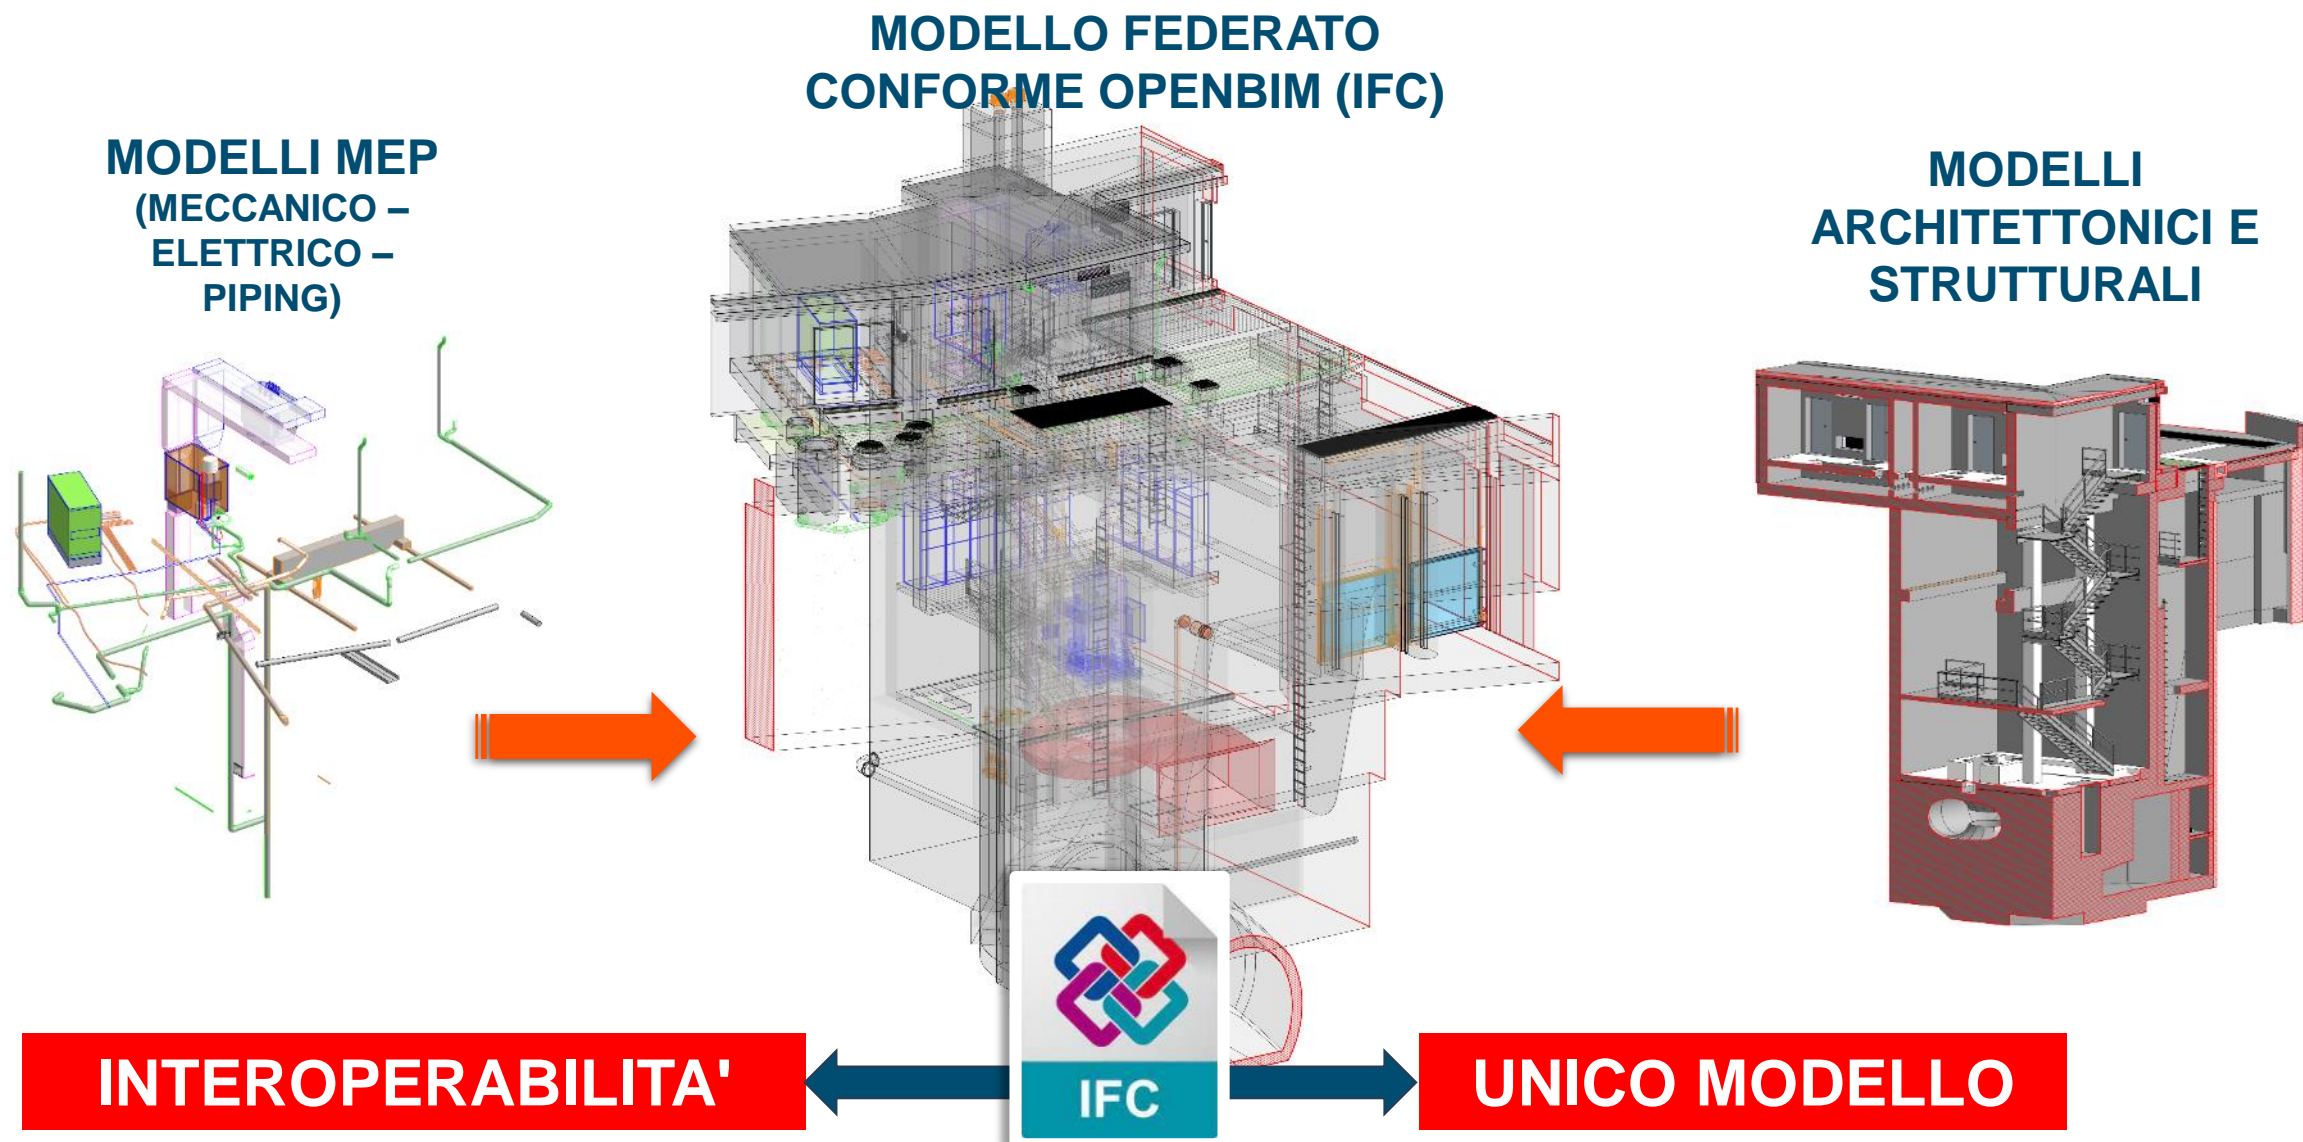 MODELLO FEDERATO
CONFORME OPENBIM (IFC)
MODELLI MEP
(MECCANICO –
ELETTRICO –
PIPING)
MODELLI
ARCHITETTONICI E
STRUTTURALI
INTEROPERABILITA'
IFC
UNICO MODELLO